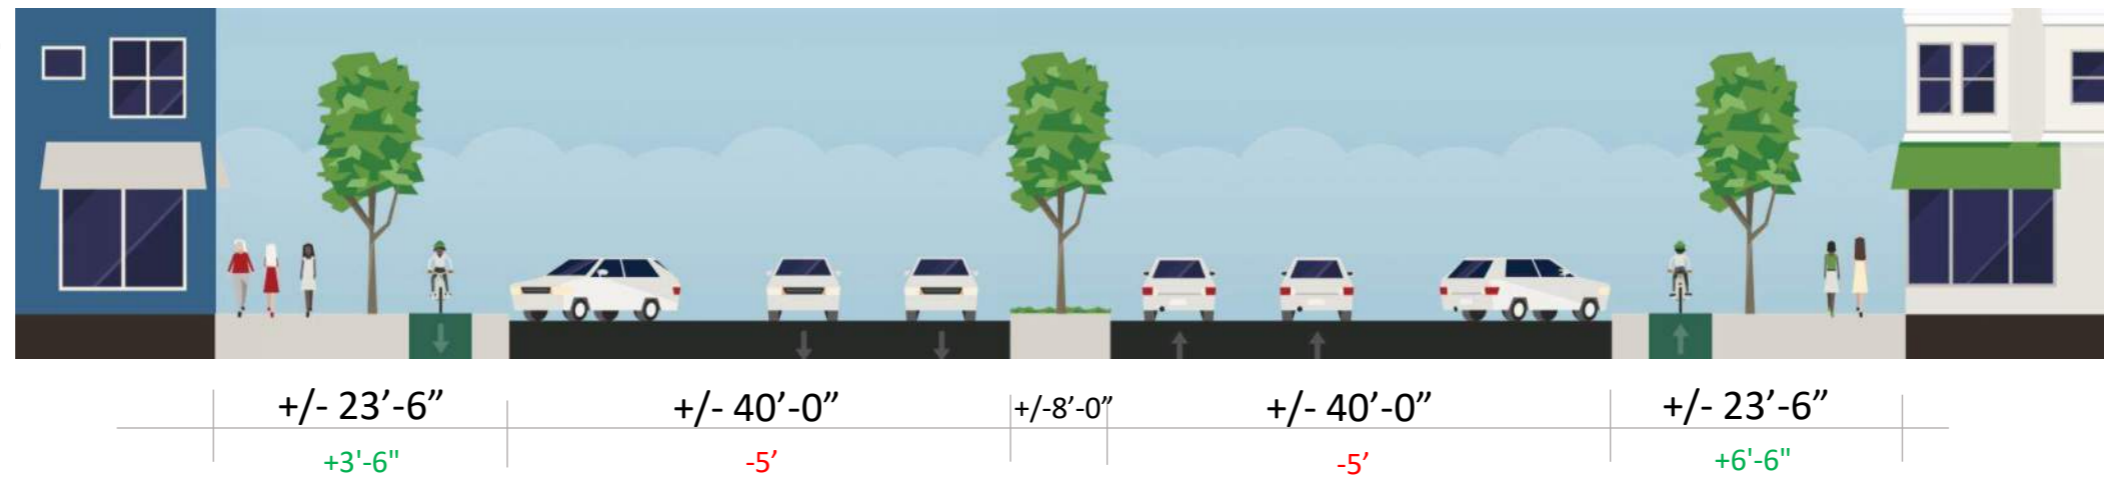 +/- 23’-6” +/- 40’-0” +/-8’-0” +/- 40’-0” +/- 23’-6”
+3'-6" -5’ -5’ +6'-6"